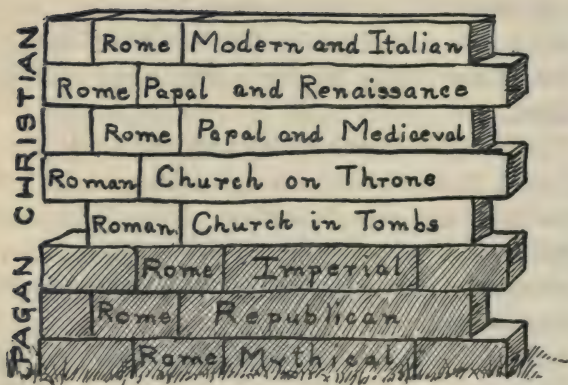 CHRISTIAN
PAGAN
Rome Modern and Italian
Rome Papal and Renaissance
Rome Papal and Mediaeval
Roman Church on Throne
Roman Church in Tombs
Rome Imperial
Rome Republican
Rome Mythical